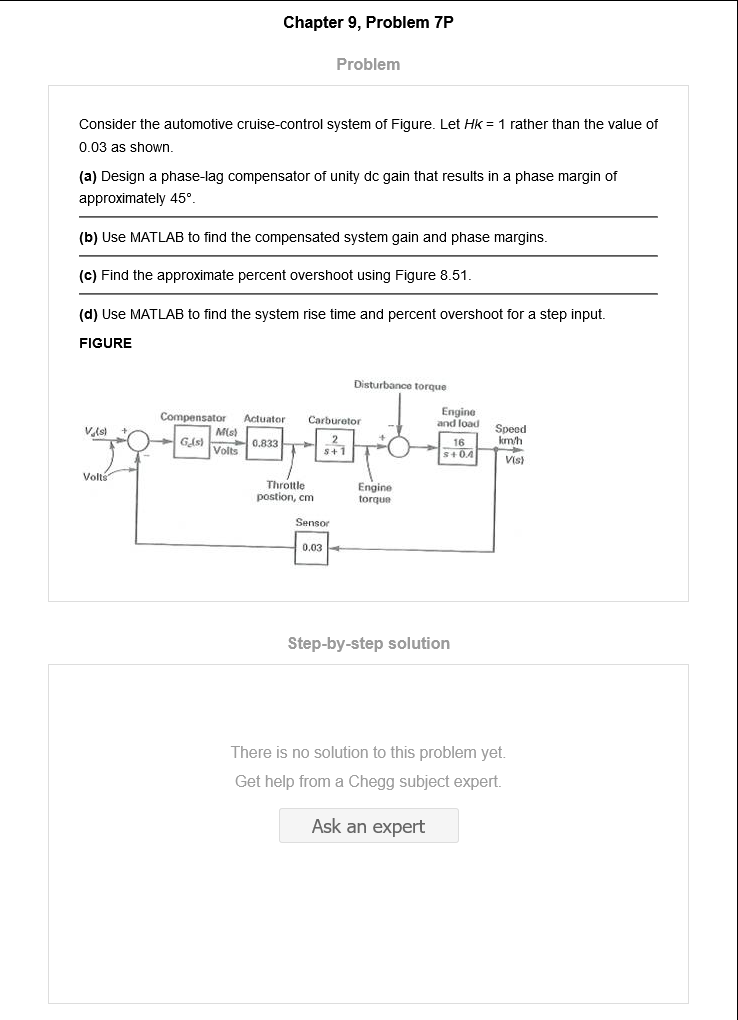 Chapter 9, Problem 7P
Problem
Consider the automotive cruise-control system of Figure. Let Hk = 1 rather than the value of
0.03 as shown.
(a) Design a phase-lag compensator of unity dc gain that results in a phase margin of
approximately 45°.
(b) Use MATLAB to find the compensated system gain and phase margins.
(c) Find the approximate percent overshoot using Figure 8.51.
(d) Use MATLAB to find the system rise time and percent overshoot for a step input.
FIGURE
Disturbance torque
Compensator Actuator Carburetor Engine
and load
Vd(s) + M(s) Speed
km/h
Gc(s) Volts 0.833 2
s+1 + - 16
s+0.4 V(s)
-
Volts
Throttle
postion, cm
Engine
torque
Sensor
0.03
Step-by-step solution
There is no solution to this problem yet.
Get help from a Chegg subject expert.
Ask an expert